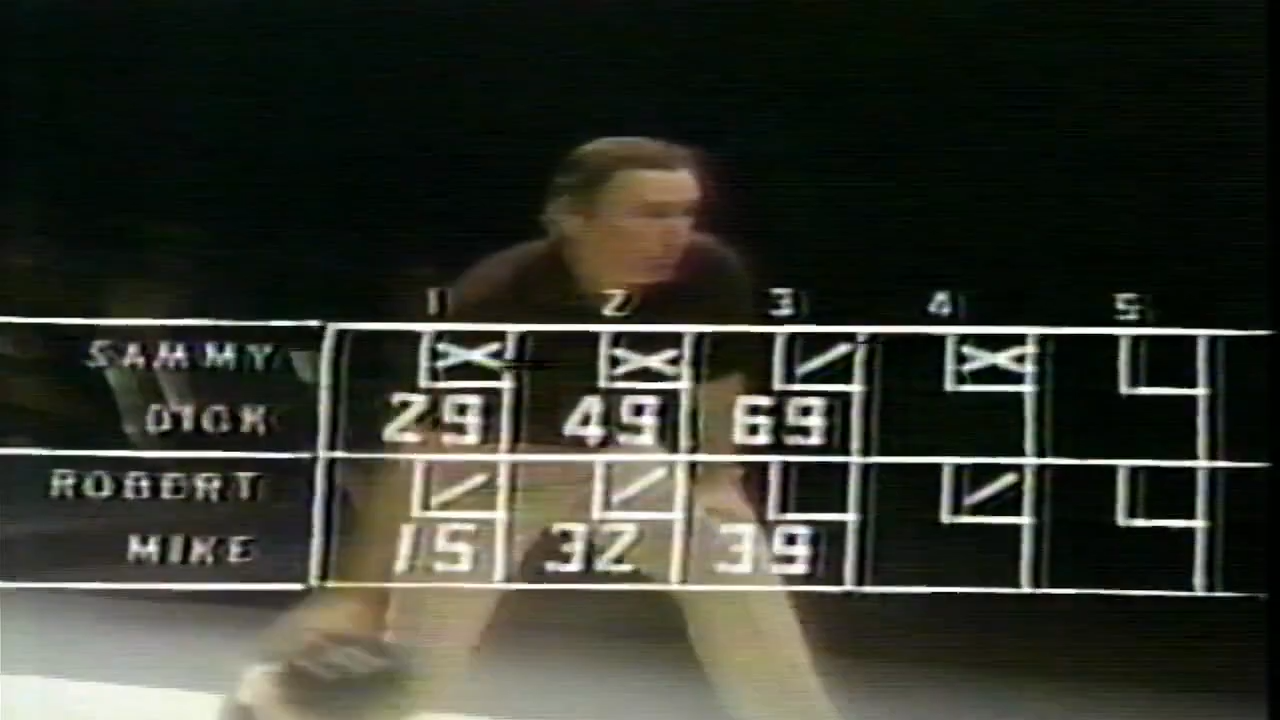 1 2 3 4 5
SAMMY X X / X
DICK 29 49 69
ROBERT / / /
MIKE 15 32 39